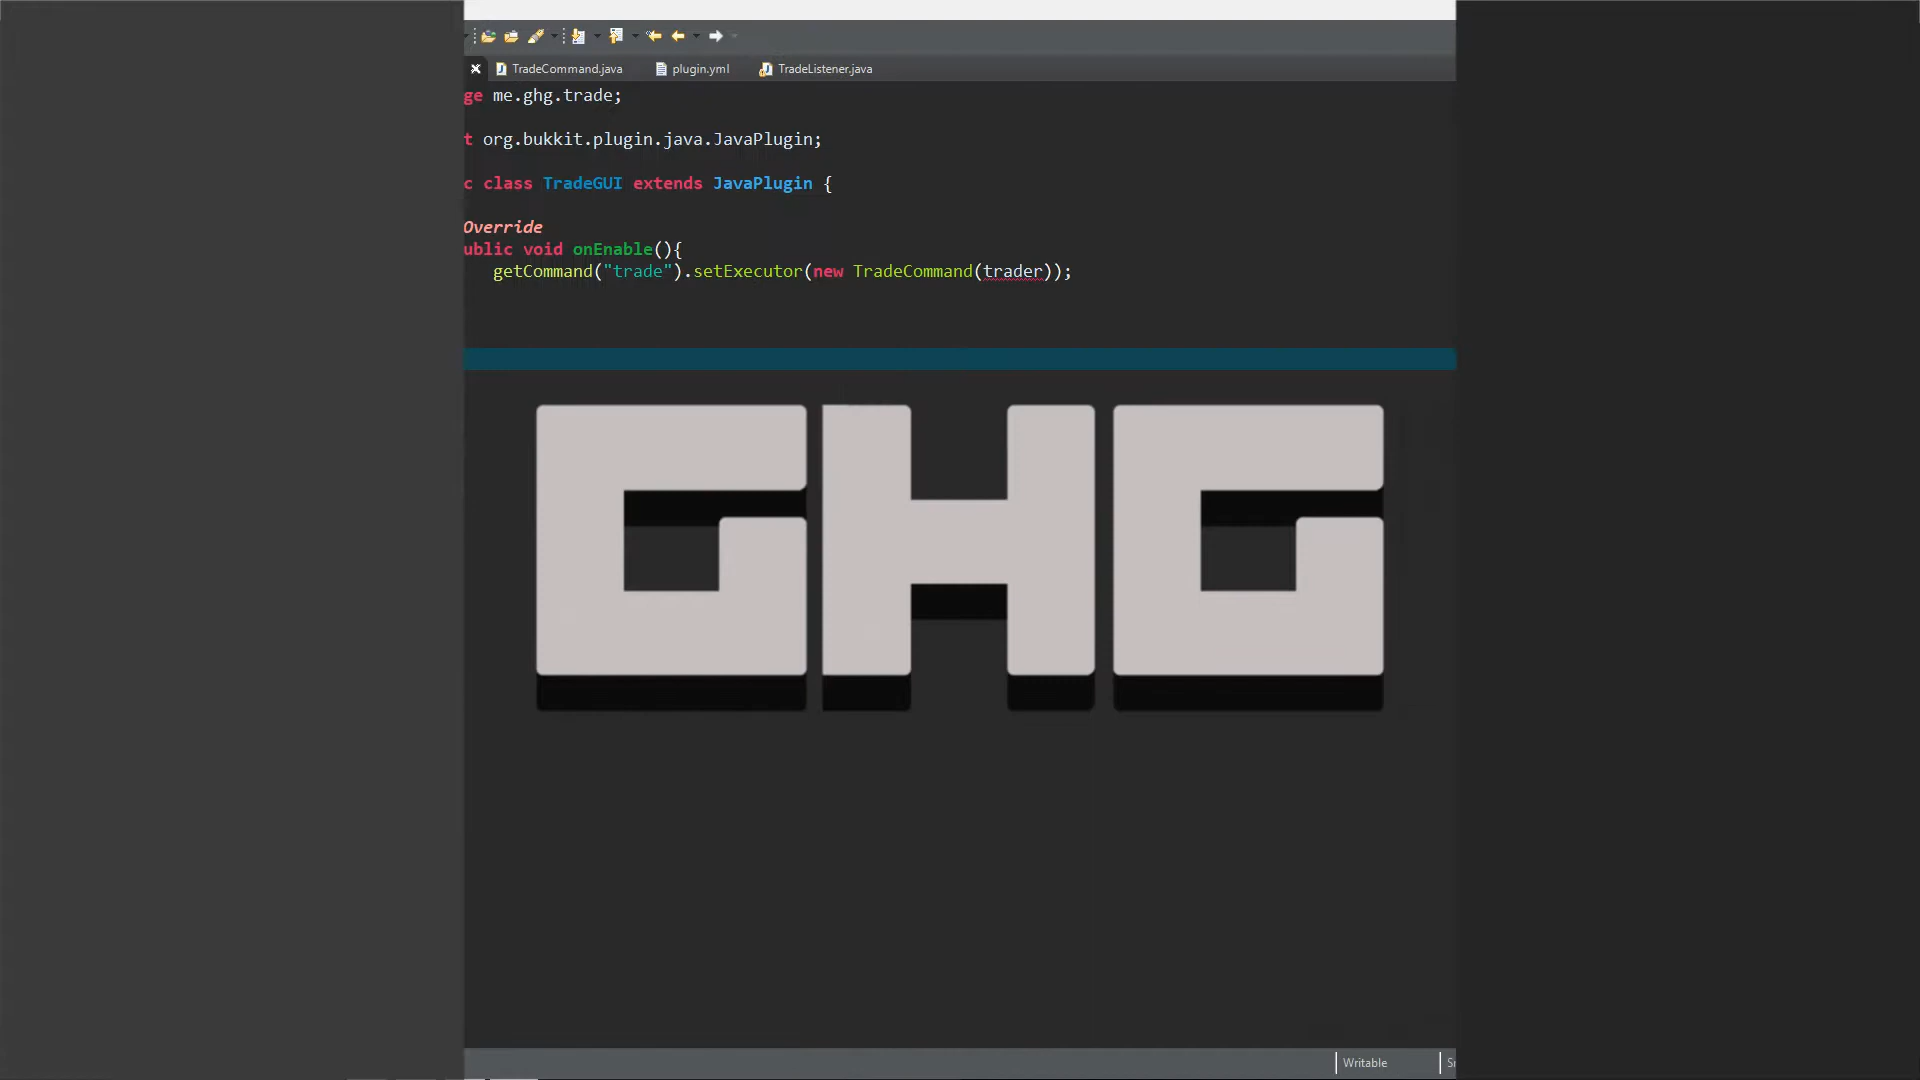 TradeCommand.java plugin.yml TradeListener.java
ge me.ghg.trade;
t org.bukkit.plugin.java.JavaPlugin;
c class TradeGUI extends JavaPlugin {
Override
ublic void onEnable(){
getCommand("trade").setExecutor(new TradeCommand(trader));
GHG
Writable